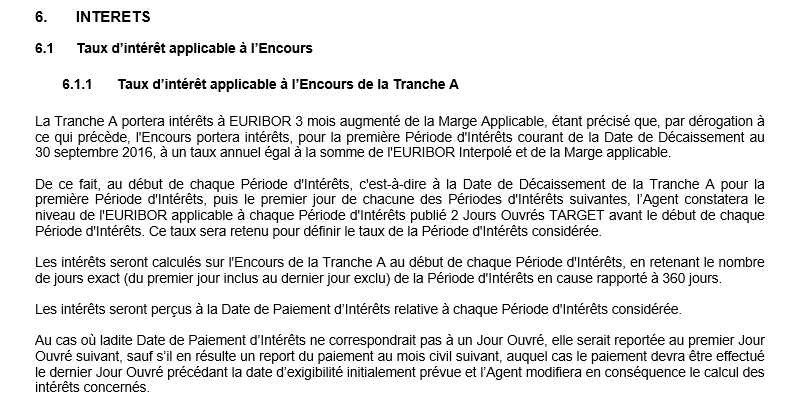 6. INTERETS
6.1 Taux d’intérêt applicable à l’Encours
6.1.1 Taux d’intérêt applicable à l’Encours de la Tranche A
La Tranche A portera intérêts à EURIBOR 3 mois augmenté de la Marge Applicable, étant précisé que, par dérogation à
ce qui précède, l'Encours portera intérêts, pour la première Période d'Intérêts courant de la Date de Décaissement au
30 septembre 2016, à un taux annuel égal à la somme de l'EURIBOR Interpolé et de la Marge applicable.
De ce fait, au début de chaque Période d'Intérêts, c'est-à-dire à la Date de Décaissement de la Tranche A pour la
première Période d'Intérêts, puis le premier jour de chacune des Périodes d'Intérêts suivantes, l’Agent constatera le
niveau de l'EURIBOR applicable à chaque Période d'Intérêts publié 2 Jours Ouvrés TARGET avant le début de chaque
Période d'Intérêts. Ce taux sera retenu pour définir le taux de la Période d'Intérêts considérée.
Les intérêts seront calculés sur l'Encours de la Tranche A au début de chaque Période d'Intérêts, en retenant le nombre
de jours exact (du premier jour inclus au dernier jour exclu) de la Période d'Intérêts en cause rapporté à 360 jours.
Les intérêts seront perçus à la Date de Paiement d’Intérêts relative à chaque Période d'Intérêts considérée.
Au cas où ladite Date de Paiement d’Intérêts ne correspondrait pas à un Jour Ouvré, elle serait reportée au premier Jour
Ouvré suivant, sauf s’il en résulte un report du paiement au mois civil suivant, auquel cas le paiement devra être effectué
le dernier Jour Ouvré précédant la date d’exigibilité initialement prévue et l’Agent modifiera en conséquence le calcul des
intérêts concernés.